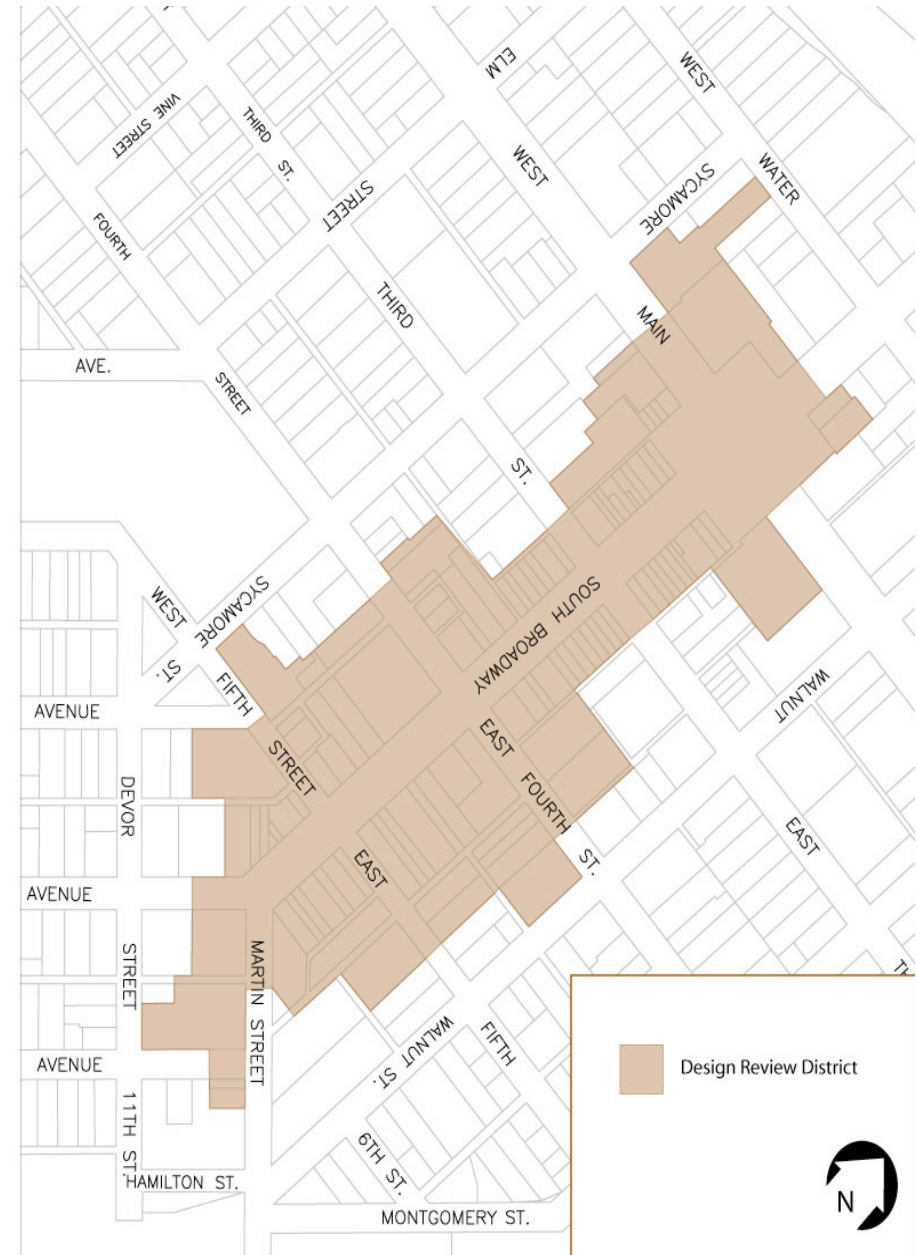 ELM
WEST
VINE STREET
THIRD
ST.
WEST
WATER
SYCAMORE
STREET
FOURTH
THIRD
MAIN
AVE.
STREET
ST.
SYCAMORE
WEST
ST.
SOUTH BROADWAY
FIFTH
WALNUT
AVENUE
STREET
EAST
FOURTH
ST.
DEVOR
EAST
EAST
AVENUE
STREET
MARTIN STREET
TH
AVENUE
WALNUT
ST.
FIFTH
11TH ST.
6TH ST.
HAMILTON ST.
MONTGOMERY ST.
Design Review District
N